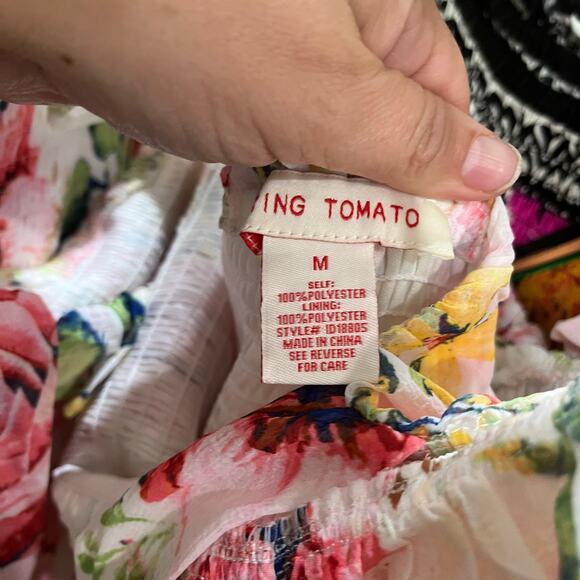 ING TOMATO
M
SELF:
100%POLYESTER
LINING:
100%POLYESTER
STYLE# ID18805
MADE IN CHINA
SEE REVERSE
FOR CARE